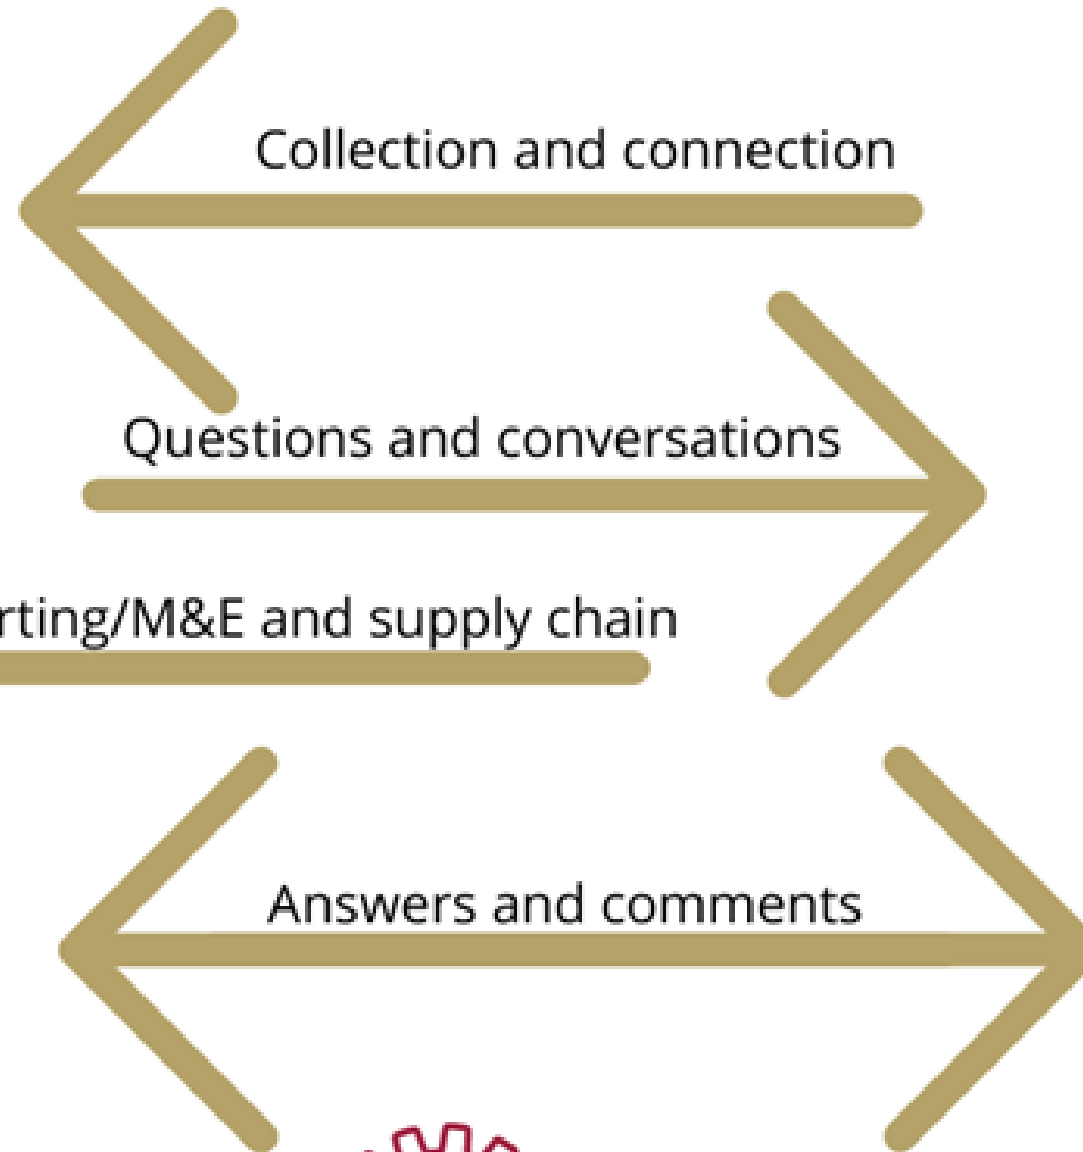 Collection and connection
Questions and conversations
rting/M&E and supply chain
Answers and comments